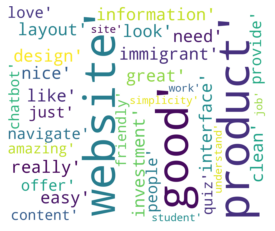 love'
information'
layout'
site'
look'
need'
design'
immigrant'
nice'
great'
chatbot'
like'
work'
just'
simplicity'
navigate'
amazing'
really'
offer'
easy'
content'
student'
website'
friendly'
investment'
people'
good'
quiz'
interface'
understand'
product'
clean'
provide'
job'